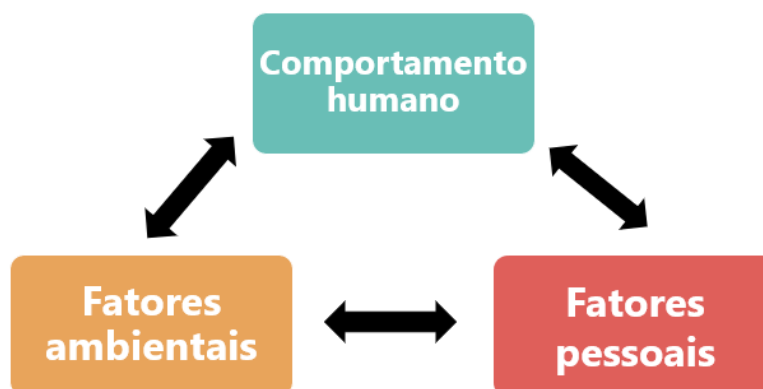 Comportamento
humano
Fatores
ambientais
Fatores
pessoais